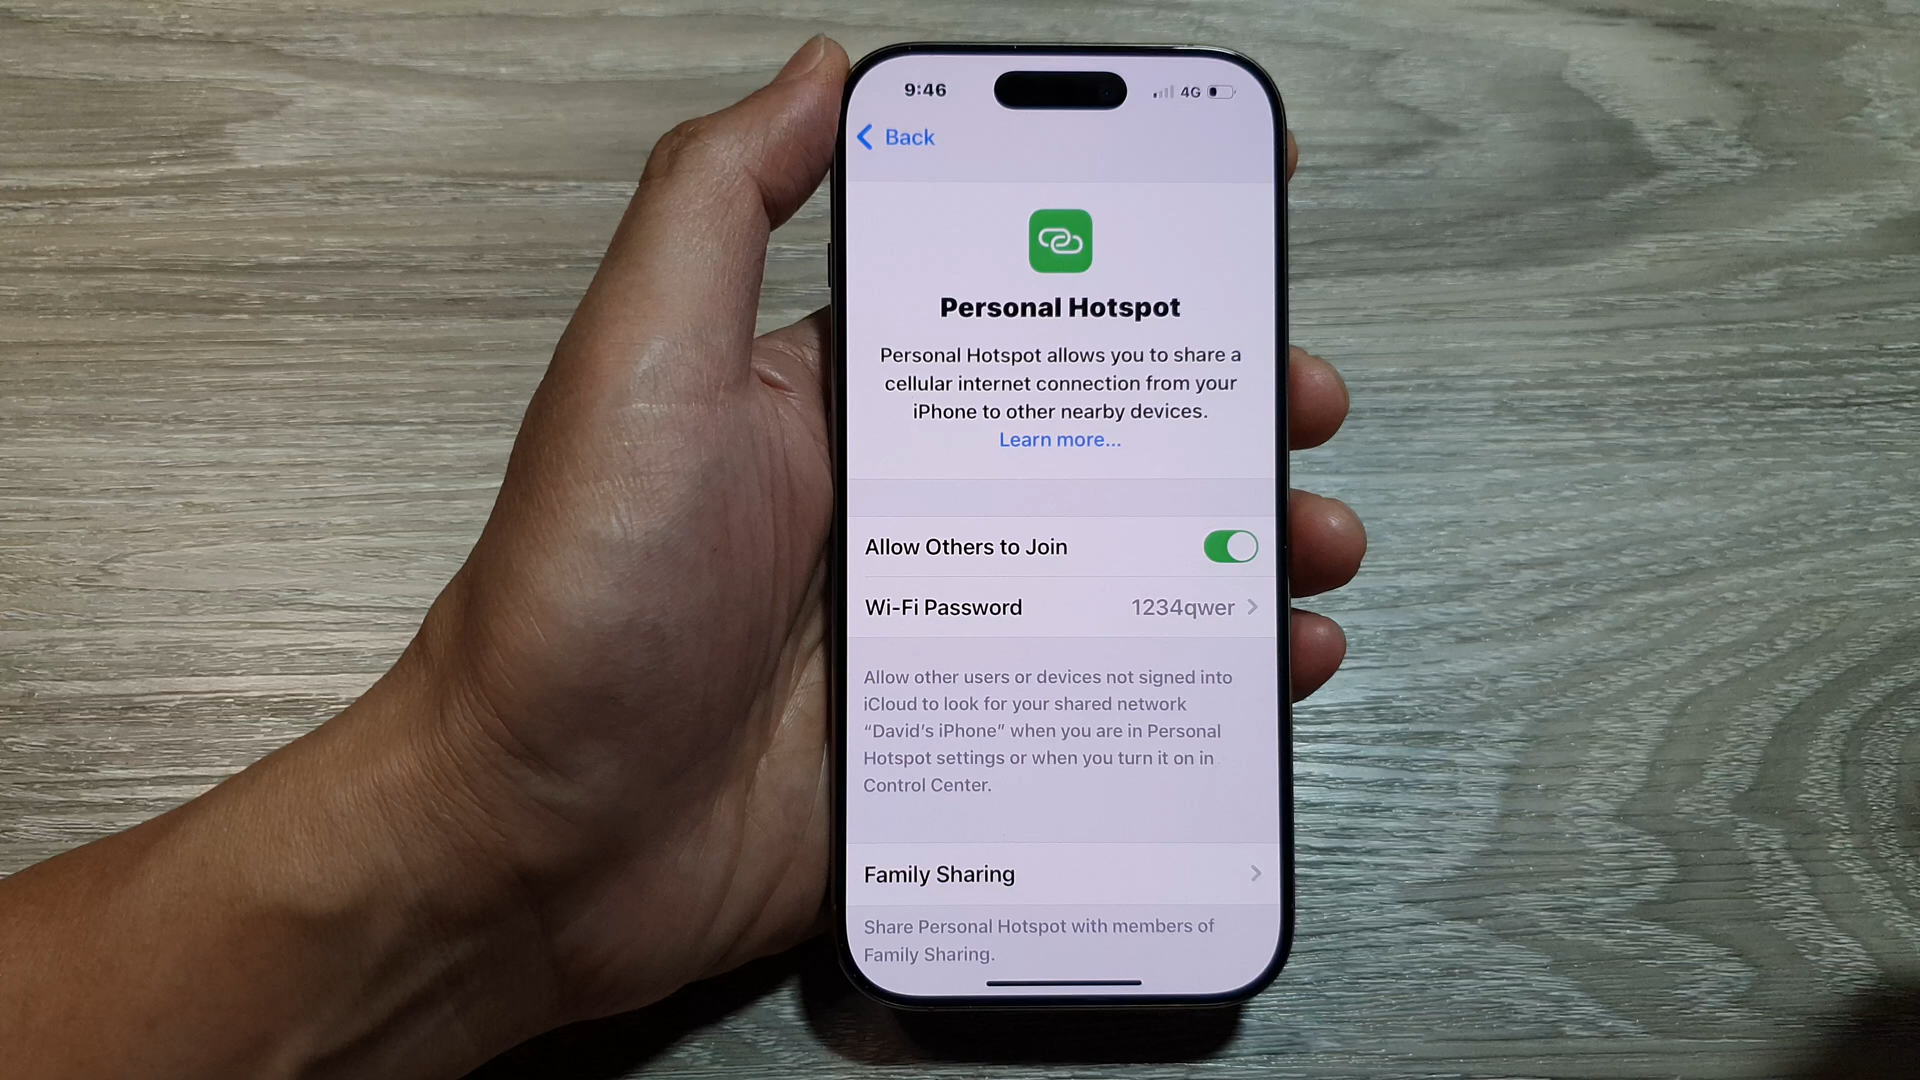 9:46
4G
Back
Personal Hotspot
Personal Hotspot allows you to share a
cellular internet connection from your
iPhone to other nearby devices.
Learn more...
Allow Others to Join
Wi-Fi Password 1234qwer
Allow other users or devices not signed into
iCloud to look for your shared network
“David’s iPhone” when you are in Personal
Hotspot settings or when you turn it on in
Control Center.
Family Sharing
Share Personal Hotspot with members of
Family Sharing.